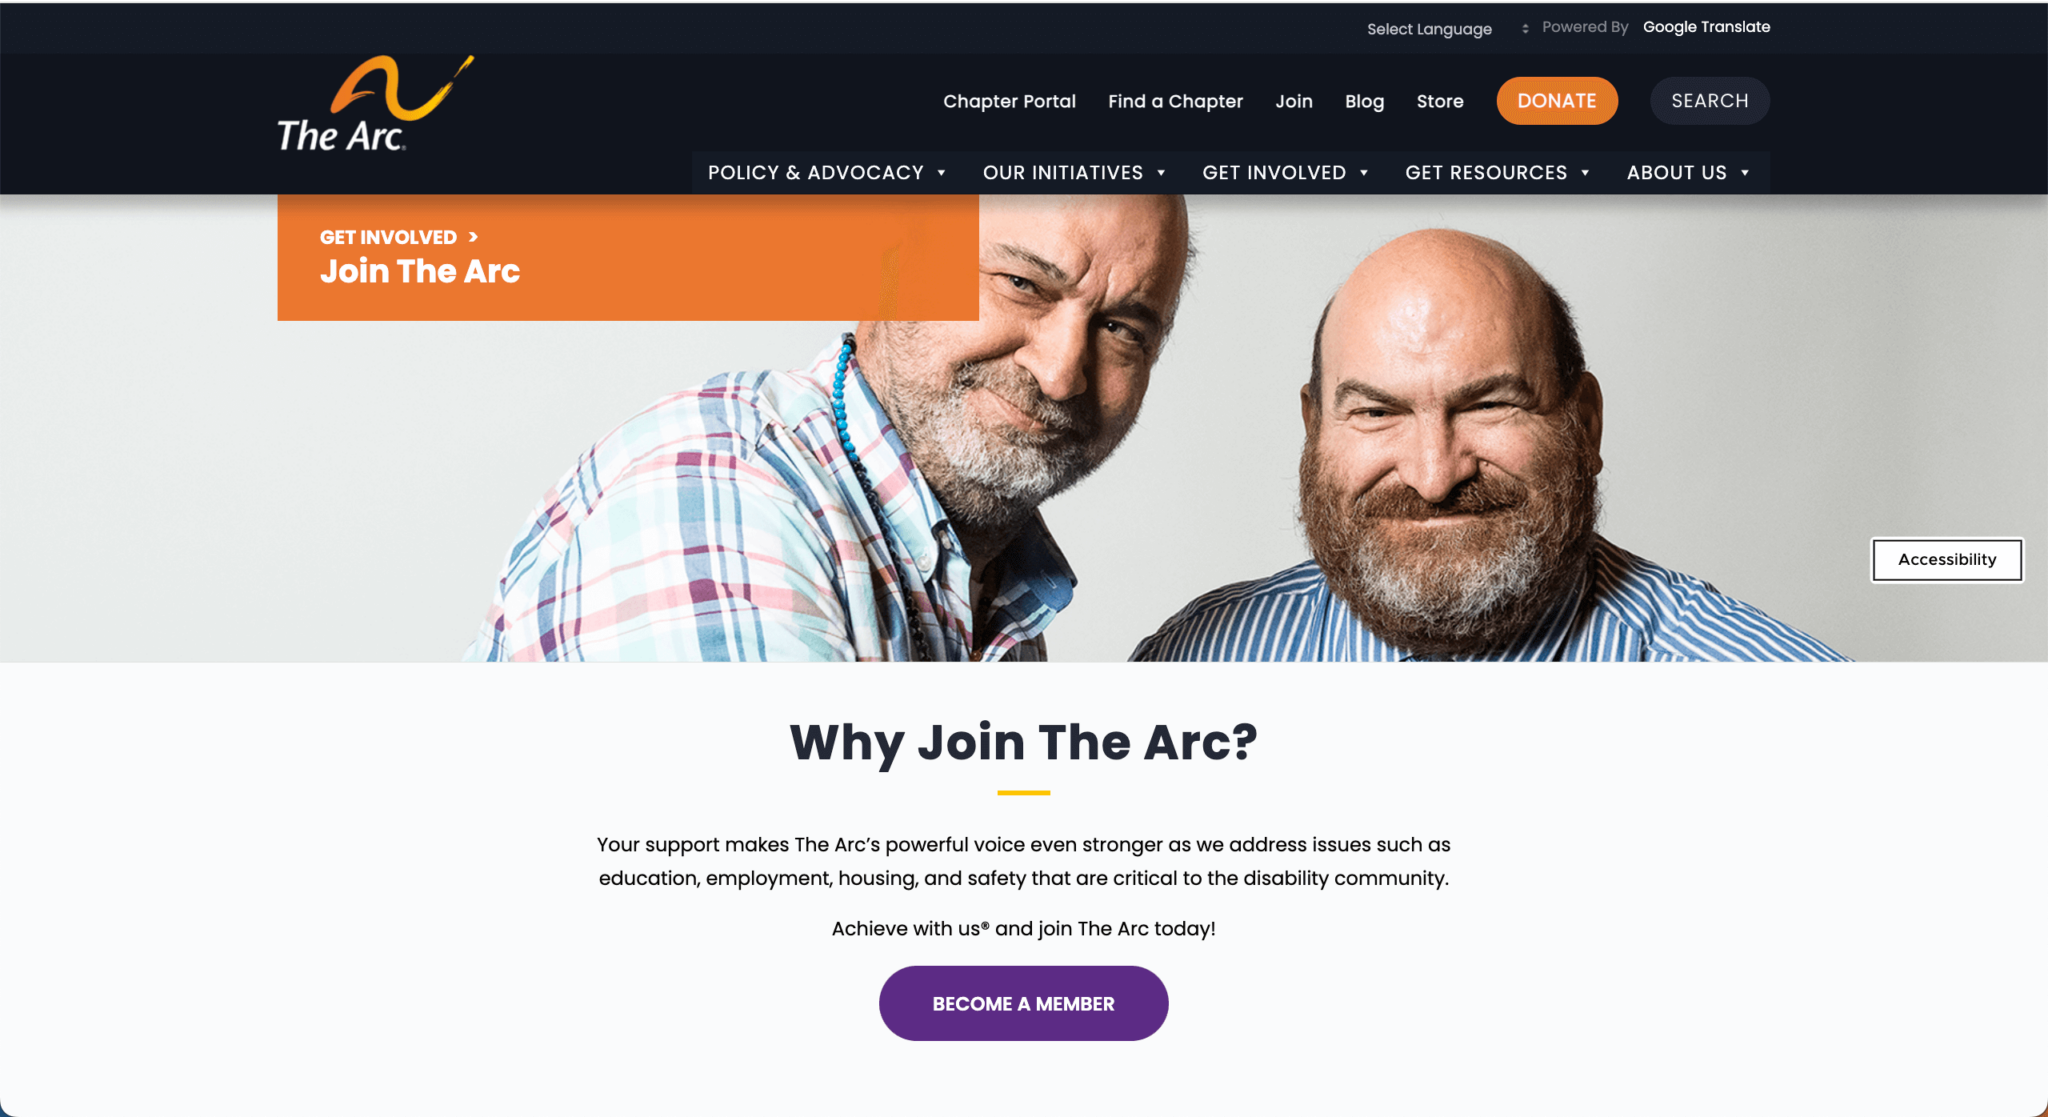 Select Language
Powered By Google Translate
The Arc®
Chapter Portal
Find a Chapter
Join
Blog
Store
DONATE
SEARCH
POLICY & ADVOCACY
OUR INITIATIVES
GET INVOLVED
GET RESOURCES
ABOUT US
GET INVOLVED >
Join The Arc
Accessibility
Why Join The Arc?
Your support makes The Arc’s powerful voice even stronger as we address issues such as
education, employment, housing, and safety that are critical to the disability community.
Achieve with us® and join The Arc today!
BECOME A MEMBER